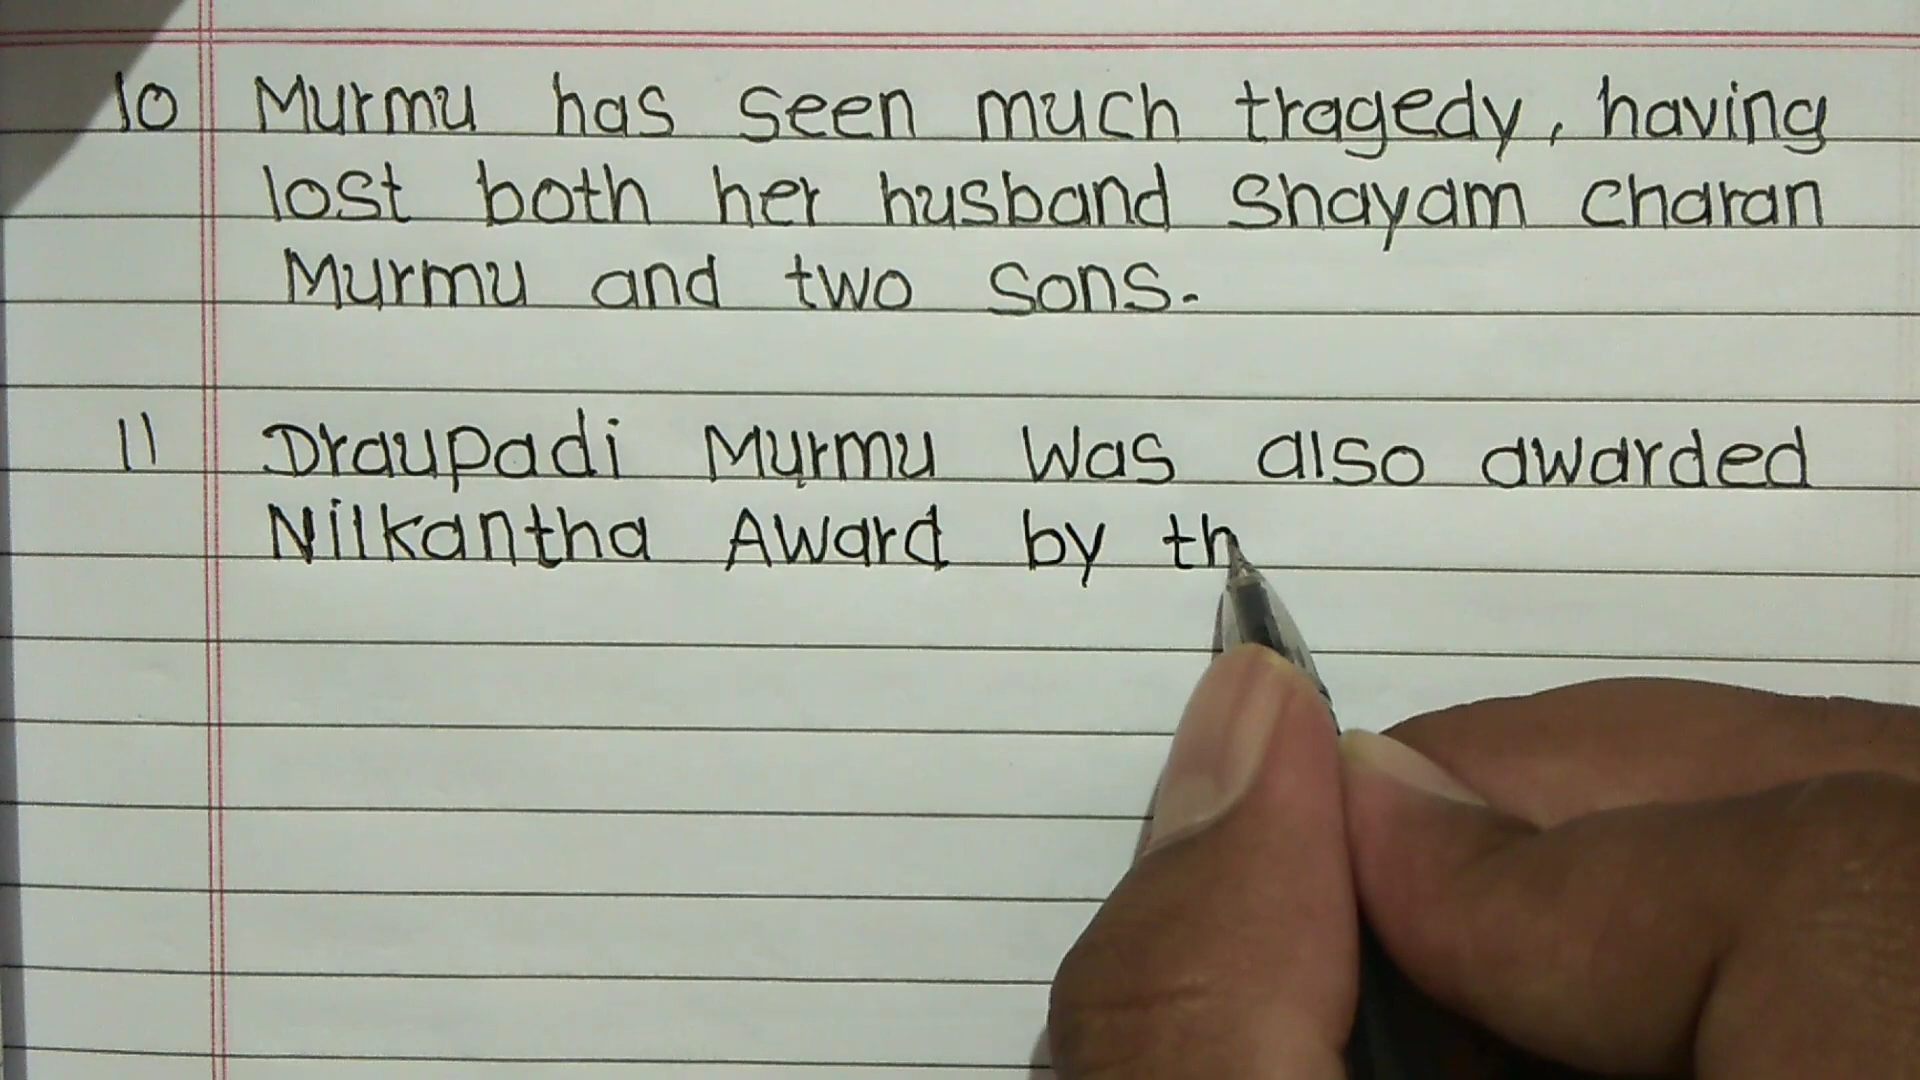 10 Murmu has seen much tragedy, having
lost both her husband Shayam Charan
Murmu and two sons.
11 Draupadi Murmu was also awarded
Nilkantha Award by th